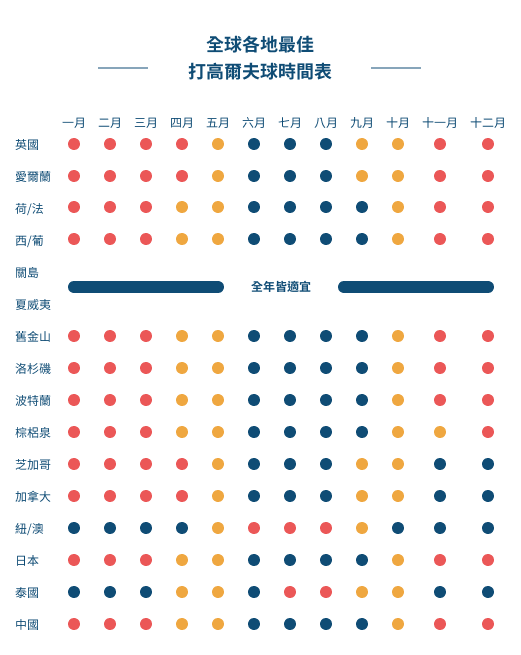 全球各地最佳
打高爾夫球時間表
一月 二月 三月 四月 五月 六月 七月 八月 九月 十月 十一月 十二月
英國
愛爾蘭
荷/法
西/葡
關島
全年皆適宜
夏威夷
舊金山
洛杉磯
波特蘭
棕梠泉
芝加哥
加拿大
紐/澳
日本
泰國
中國